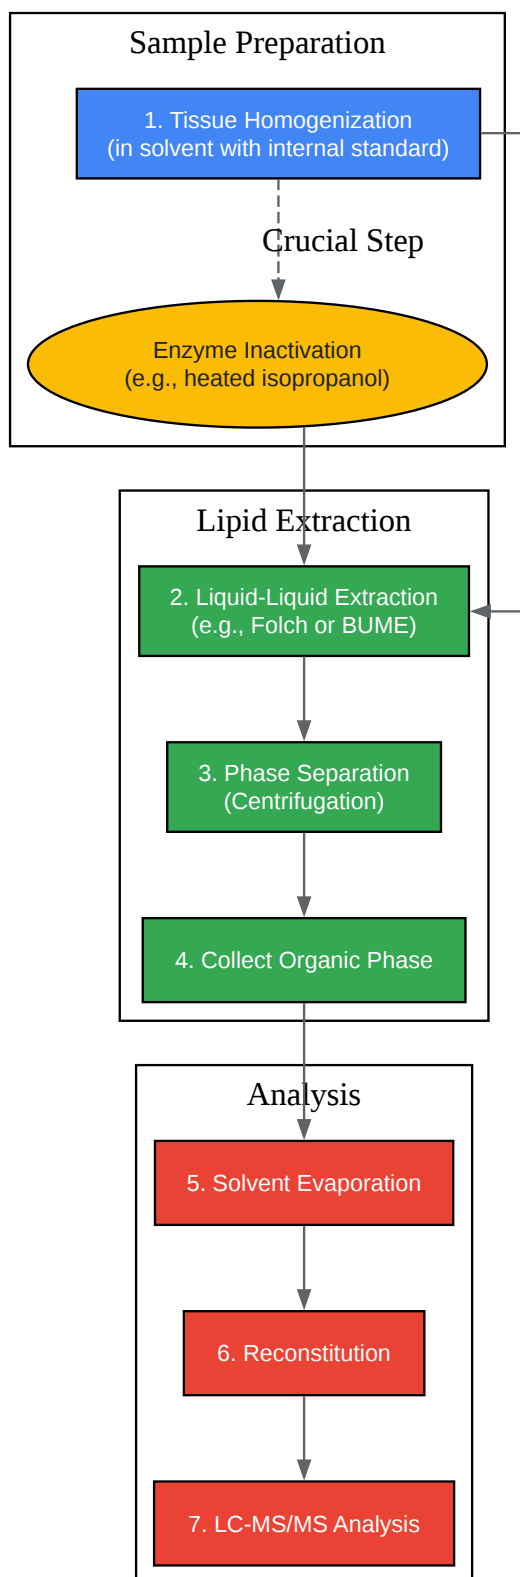 Sample Preparation
1. Tissue Homogenization
(in solvent with internal standard)
Crucial Step
Enzyme Inactivation
(e.g., heated isopropanol)
Lipid Extraction
2. Liquid-Liquid Extraction
(e.g., Folch or BUME)
3. Phase Separation
(Centrifugation)
4. Collect Organic Phase
Analysis
5. Solvent Evaporation
6. Reconstitution
7. LC-MS/MS Analysis